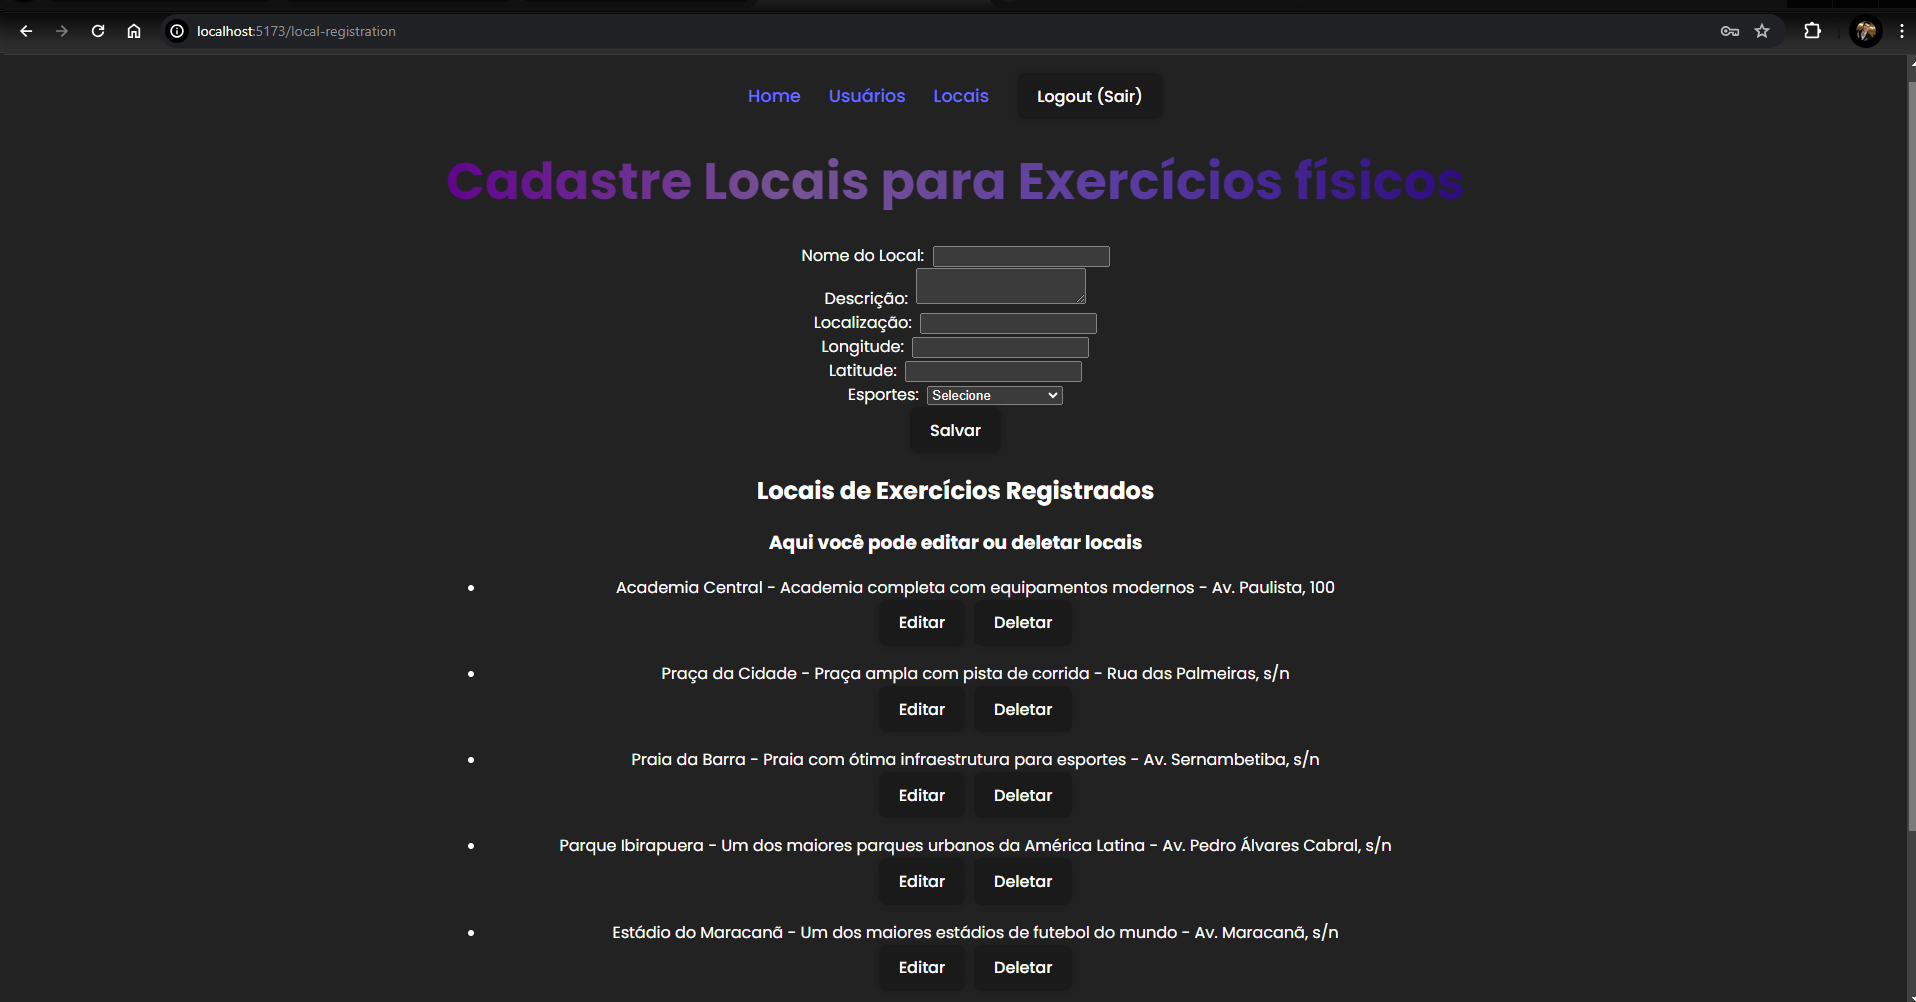 localhost:5173/local-registration
Home Usuários Locais Logout (Sair)
Cadastre Locais para Exercícios físicos
Nome do Local:
Descrição:
Localização:
Longitude:
Latitude:
Esportes: Selecione
Salvar
Locais de Exercícios Registrados
Aqui você pode editar ou deletar locais
• Academia Central - Academia completa com equipamentos modernos - Av. Paulista, 100
Editar Deletar
• Praça da Cidade - Praça ampla com pista de corrida - Rua das Palmeiras, s/n
Editar Deletar
• Praia da Barra - Praia com ótima infraestrutura para esportes - Av. Sernambetiba, s/n
Editar Deletar
• Parque Ibirapuera - Um dos maiores parques urbanos da América Latina - Av. Pedro Álvares Cabral, s/n
Editar Deletar
• Estádio do Maracanã - Um dos maiores estádios de futebol do mundo - Av. Maracanã, s/n
Editar Deletar